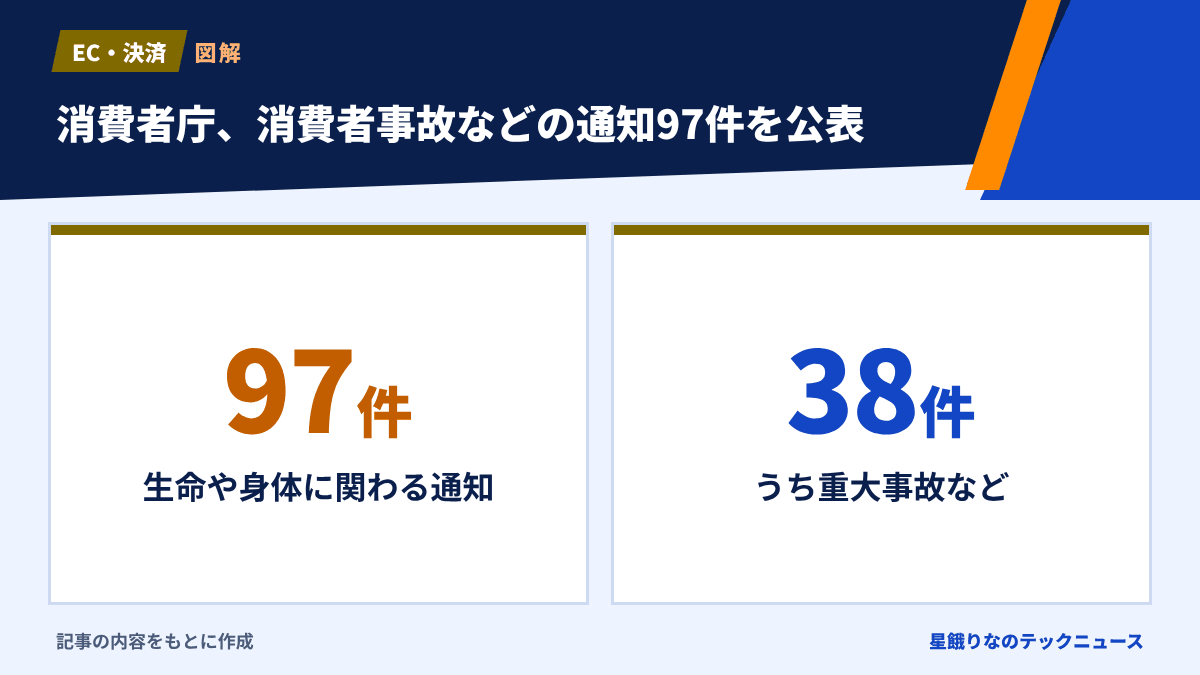 EC・決済 図解
消費者庁、消費者事故などの通知97件を公表
97件
生命や身体に関わる通知
38件
うち重大事故など
記事の内容をもとに作成
星餓りなのテックニュース